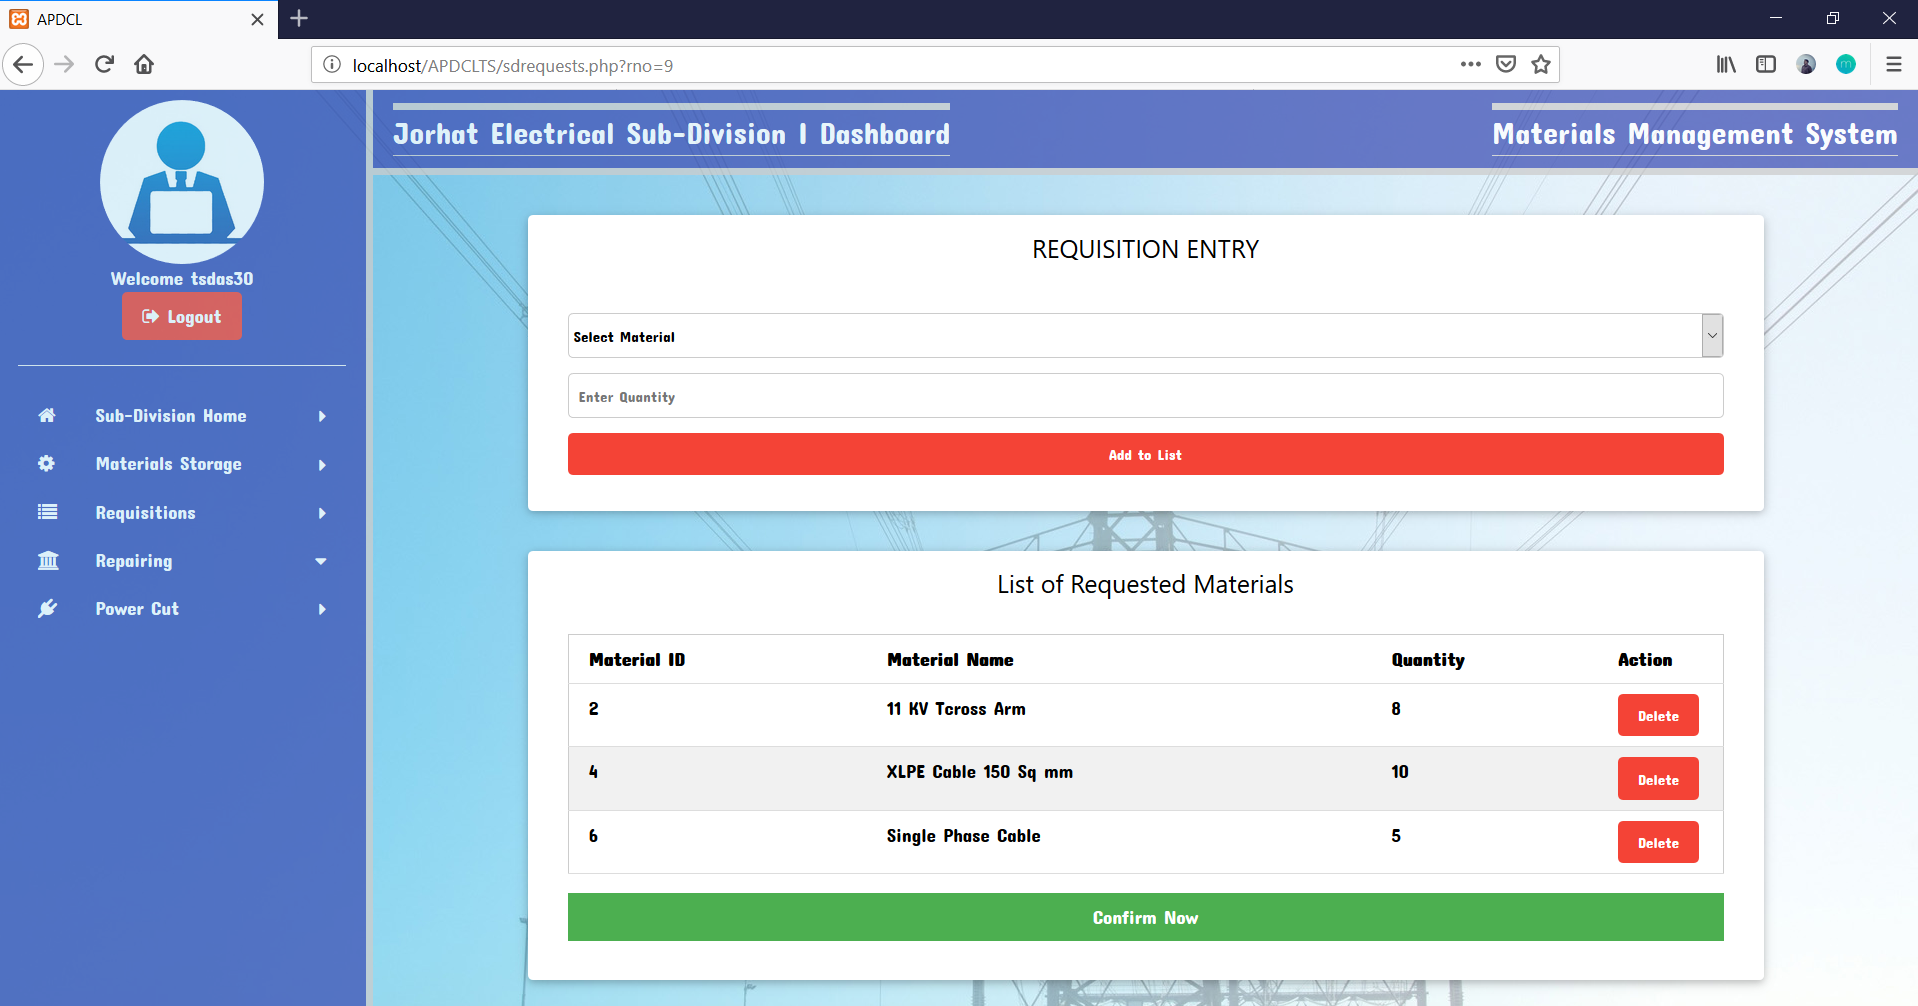 APDCL
localhost/APDCLTS/sdrequests.php?rno=9
Jorhat Electrical Sub-Division I Dashboard
Materials Management System
Welcome tsdas30
Logout
Sub-Division Home
Materials Storage
Requisitions
Repairing
Power Cut
REQUISITION ENTRY
Select Material
Enter Quantity
Add to List
List of Requested Materials
Material ID Material Name Quantity Action
2 11 KV Tcross Arm 8 Delete
4 XLPE Cable 150 Sq mm 10 Delete
6 Single Phase Cable 5 Delete
Confirm Now